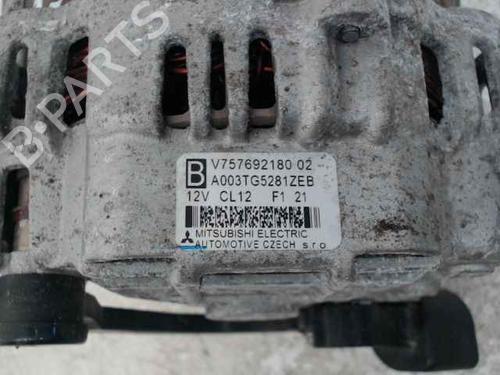 B-PARTS
B V757692180 02
A003TG5281ZEB
12V CL12 F1 21
MITSUBISHI ELECTRIC
AUTOMOTIVE CZECH s.r.o